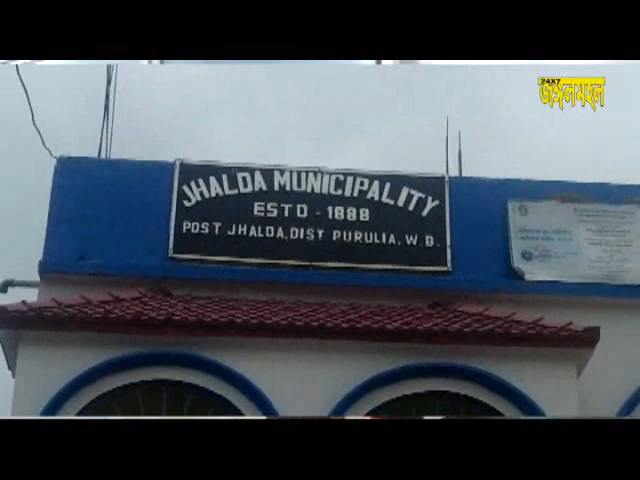 24X7
জঙ্গলমহল
JHALDA MUNICIPALITY
ESTD - 1888
POST JHALDA, DIST PURULIA, W.B.